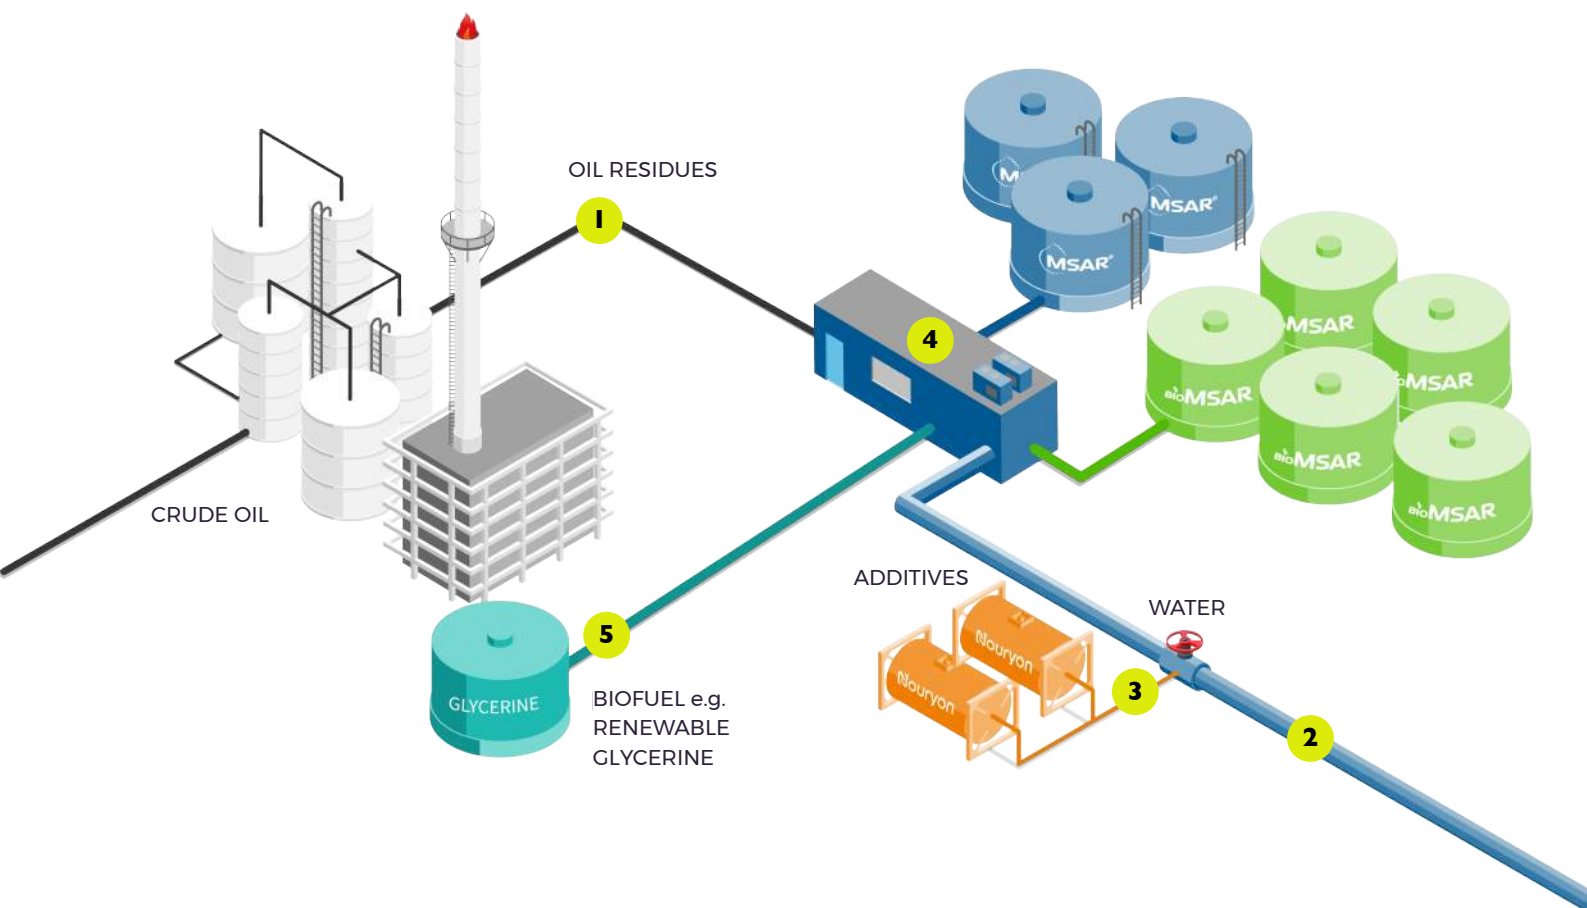 OIL RESIDUES
1
MSAR®
MSAR®
4
MSAR
BIOMSAR
MSAR
BIOMSAR
BIOMSAR
CRUDE OIL
ADDITIVES
WATER
Nouryon
Nouryon
5
3
GLYCERINE
2
BIOFUEL e.g.
RENEWABLE
GLYCERINE